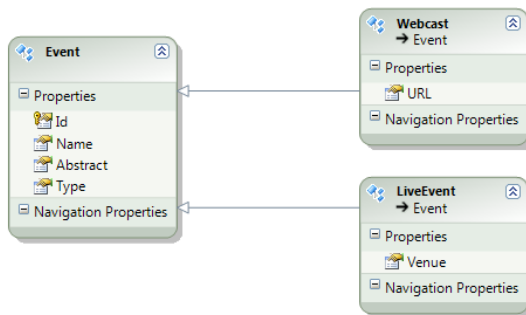 Event
Properties
Id
Name
Abstract
Type
Navigation Properties
Webcast
Event
Properties
URL
Navigation Properties
LiveEvent
Event
Properties
Venue
Navigation Properties